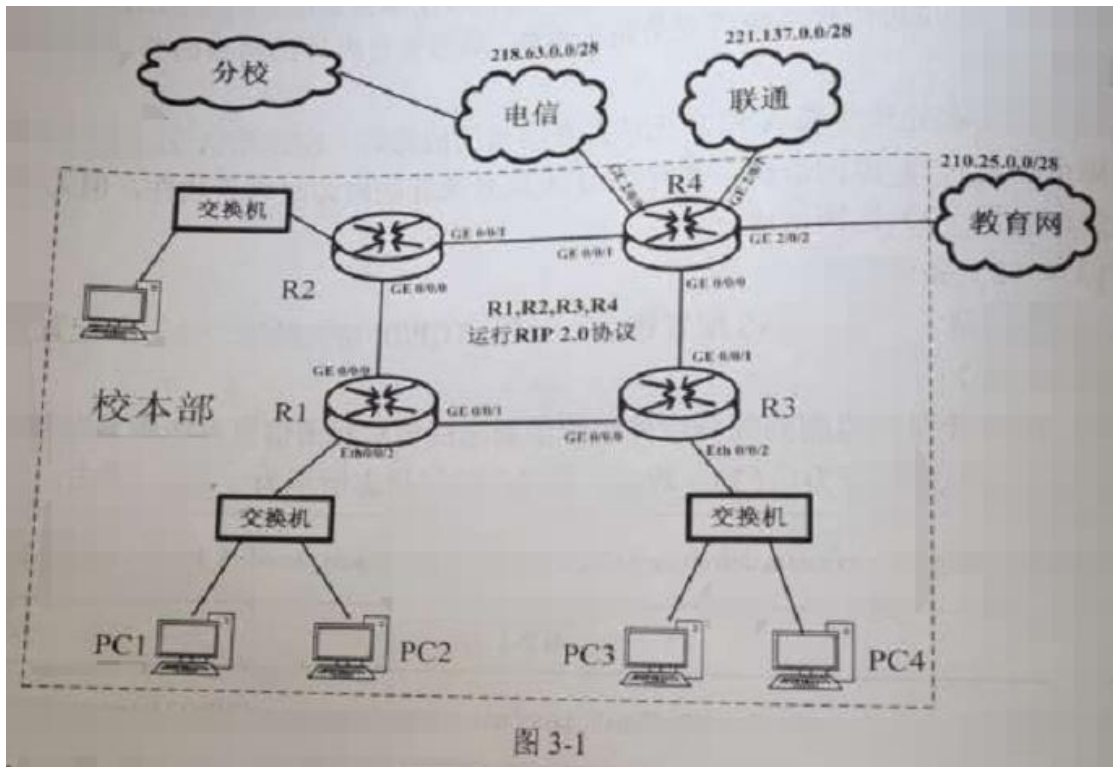 218.63.0.0/28
221.137.0.0/28
分校
电信
联通
210.25.0.0/28
教育网
交换机
R4
GE 0/0/1
GE 0/0/1
GE 2/0/2
R2
GE 0/0/0
GE 0/0/0
R1,R2,R3,R4
运行RIP 2.0协议
GE 0/0/0
GE 0/0/1
校本部
R1
GE 0/0/1
GE 0/0/0
R3
Eth0/0/2
Eth 0/0/2
交换机
交换机
PC1
PC2
PC3
PC4
图 3-1